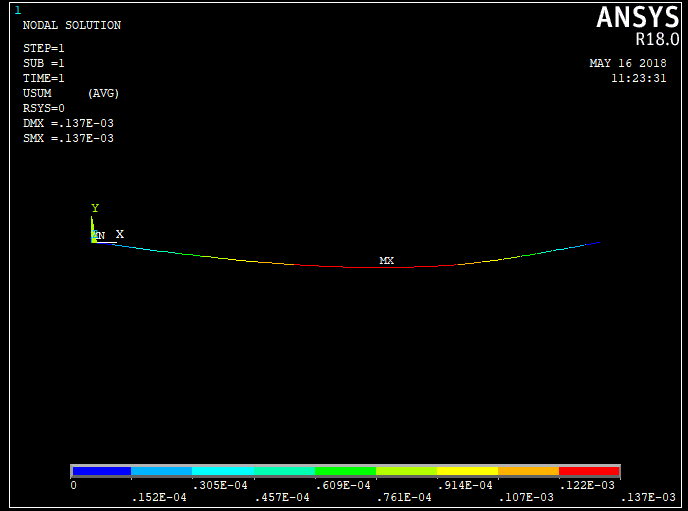 1
NODAL SOLUTION
STEP=1
SUB =1
TIME=1
USUM (AVG)
RSYS=0
DMX =.137E-03
SMX =.137E-03
ANSYS
R18.0
MAY 16 2018
11:23:31
Y
X
MX
0
.152E-04
.305E-04
.457E-04
.609E-04
.761E-04
.914E-04
.107E-03
.122E-03
.137E-03